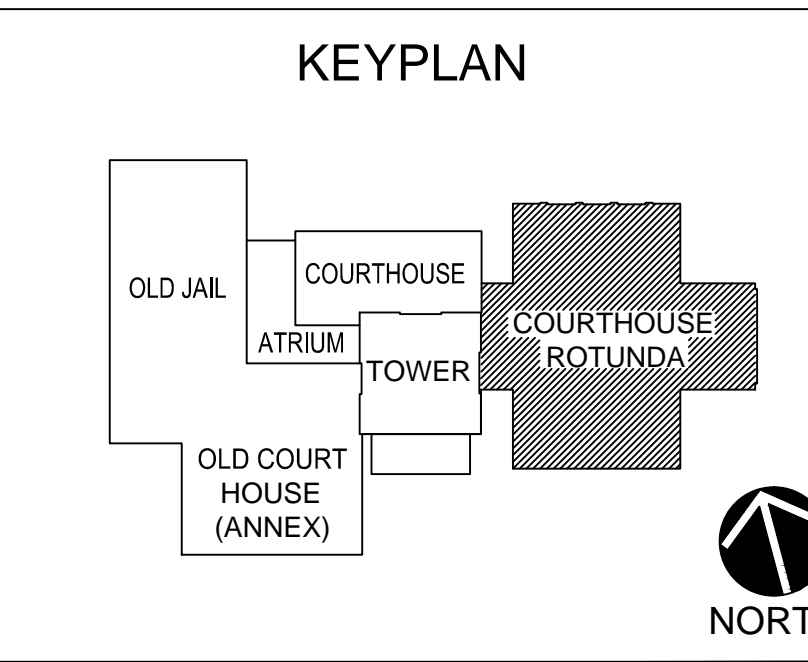 KEYPLAN
OLD JAIL
COURTHOUSE
ATRIUM
TOWER
COURTHOUSE
ROTUNDA
OLD COURT
HOUSE
(ANNEX)
NORT